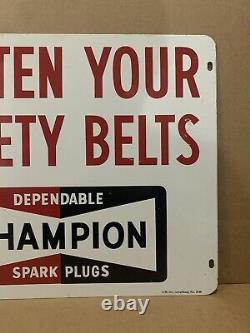 TEN YOUR
ETY BELTS
DEPENDABLE
HAMPION
SPARK PLUGS